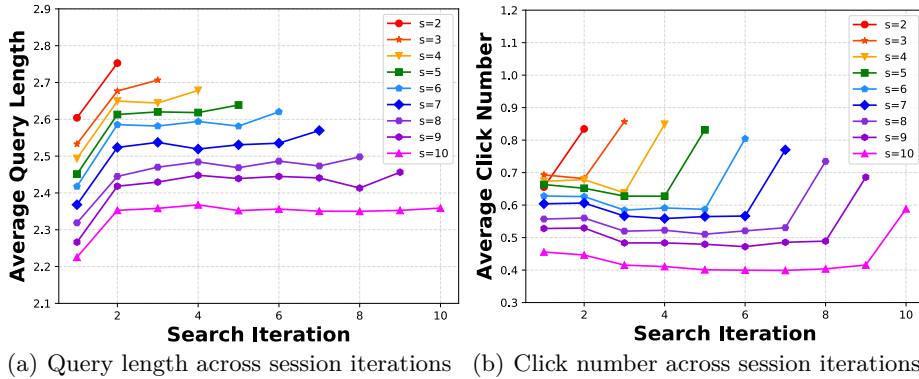 2.9
2.8
2.7
2.6
2.5
2.4
2.3
2.2
2.1
Average Query Length
2 4 6 8 10
Search Iteration
s=2
s=3
s=4
s=5
s=6
s=7
s=8
s=9
s=10
(a) Query length across session iterations
1.2
1.1
1.0
0.9
0.8
0.7
0.6
0.5
0.4
0.3
Average Click Number
2 4 6 8 10
Search Iteration
s=2
s=3
s=4
s=5
s=6
s=7
s=8
s=9
s=10
(b) Click number across session iterations